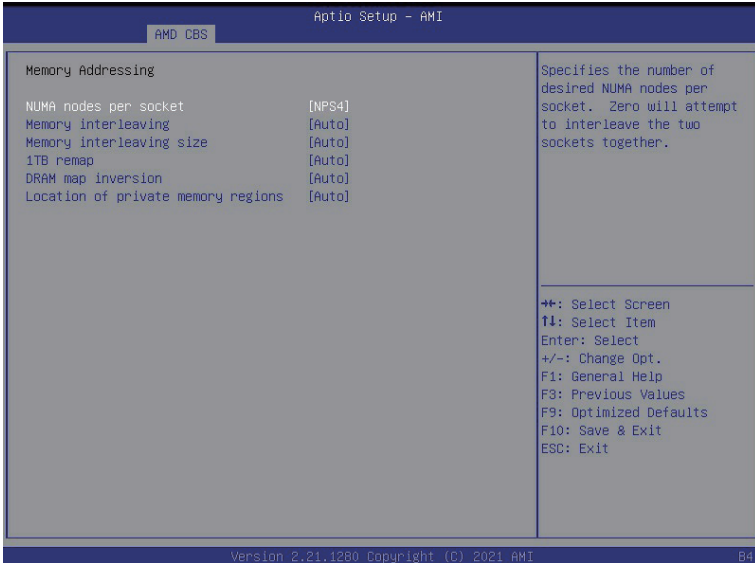 Aptio Setup - AMI
AMD CBS
Memory Addressing
NUMA nodes per socket [NPS4]
Memory interleaving [Auto]
Memory interleaving size [Auto]
1TB remap [Auto]
DRAM map inversion [Auto]
Location of private memory regions [Auto]
Specifies the number of
desired NUMA nodes per
socket. Zero will attempt
to interleave the two
sockets together.
→←: Select Screen
↑↓: Select Item
Enter: Select
+/-: Change Opt.
F1: General Help
F3: Previous Values
F9: Optimized Defaults
F10: Save & Exit
ESC: Exit
Version 2.21.1280 Copyright (C) 2021 AMI
B4